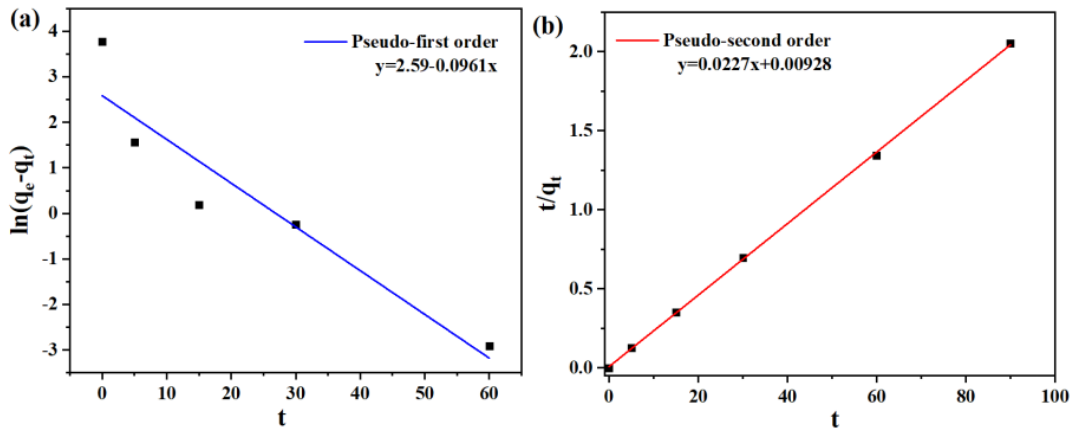 (a)
Pseudo-first order
y=2.59-0.0961x
4
3
2
1
0
-1
-2
-3
ln(qe-qt)
0 10 20 30 40 50 60
t
(b)
Pseudo-second order
y=0.0227x+0.00928
2.0
1.5
1.0
0.5
0.0
t/qt
0 20 40 60 80 100
t